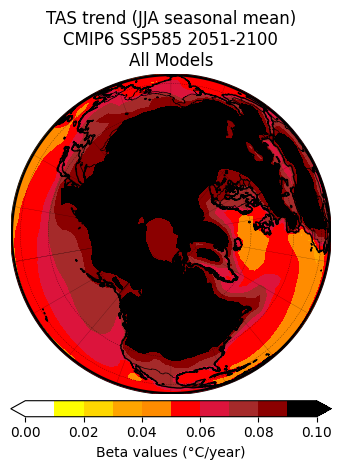 TAS trend (JJA seasonal mean)
CMIP6 SSP585 2051-2100
All Models
0.00 0.02 0.04 0.06 0.08 0.10
Beta values (°C/year)